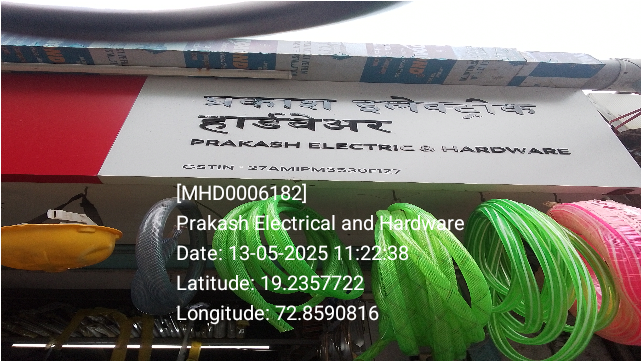 प्रकाश इलेक्ट्रीक
हार्डवेअर
PRAKASH ELECTRIC & HARDWARE
[MHD0006182]
Prakash Electrical and Hardware
Date: 13-05-2025 11:22:38
Latitude: 19.2357722
Longitude: 72.8590816